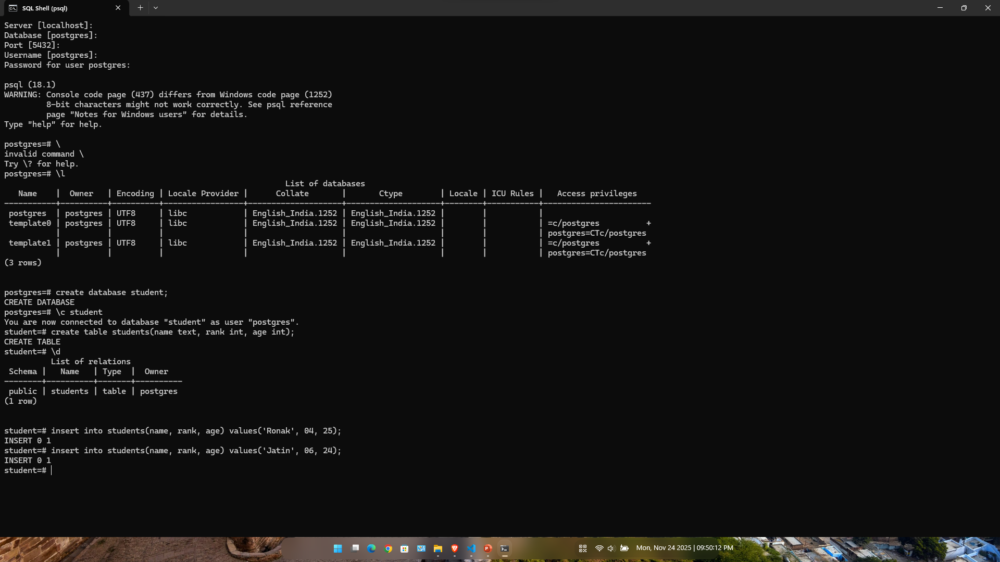 SQL Shell (psql)
Server [localhost]:
Database [postgres]:
Port [5432]:
Username [postgres]:
Password for user postgres:

psql (18.1)
WARNING: Console code page (437) differs from Windows code page (1252)
         8-bit characters might not work correctly. See psql reference
         page "Notes for Windows users" for details.
Type "help" for help.

postgres=# \
invalid command \
Try \? for help.
postgres=# \l
                                                            List of databases
   Name    |  Owner   | Encoding | Locale Provider |      Collate       |       Ctype        | Locale | ICU Rules |   Access privileges
-----------+----------+----------+-----------------+--------------------+--------------------+--------+-----------+-----------------------
 postgres  | postgres | UTF8     | libc            | English_India.1252 | English_India.1252 |        |           |
 template0 | postgres | UTF8     | libc            | English_India.1252 | English_India.1252 |        |           | =c/postgres          +
           |          |          |                 |                    |                    |        |           | postgres=CTc/postgres
 template1 | postgres | UTF8     | libc            | English_India.1252 | English_India.1252 |        |           | =c/postgres          +
           |          |          |                 |                    |                    |        |           | postgres=CTc/postgres
(3 rows)


postgres=# create database student;
CREATE DATABASE
postgres=# \c student
You are now connected to database "student" as user "postgres".
student=# create table students(name text, rank int, age int);
CREATE TABLE
student=# \d
          List of relations
 Schema |   Name   | Type  |  Owner
--------+----------+-------+----------
 public | students | table | postgres
(1 row)


student=# insert into students(name, rank, age) values('Ronak', 04, 25);
INSERT 0 1
student=# insert into students(name, rank, age) values('Jatin', 06, 24);
INSERT 0 1
student=#
Mon, Nov 24 2025 | 09:50:12 PM